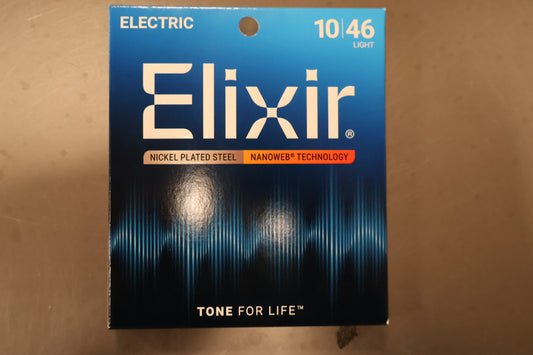 ELECTRIC
10|46
LIGHT
Elixir®
NICKEL PLATED STEEL NANOWEB® TECHNOLOGY
TONE FOR LIFE™